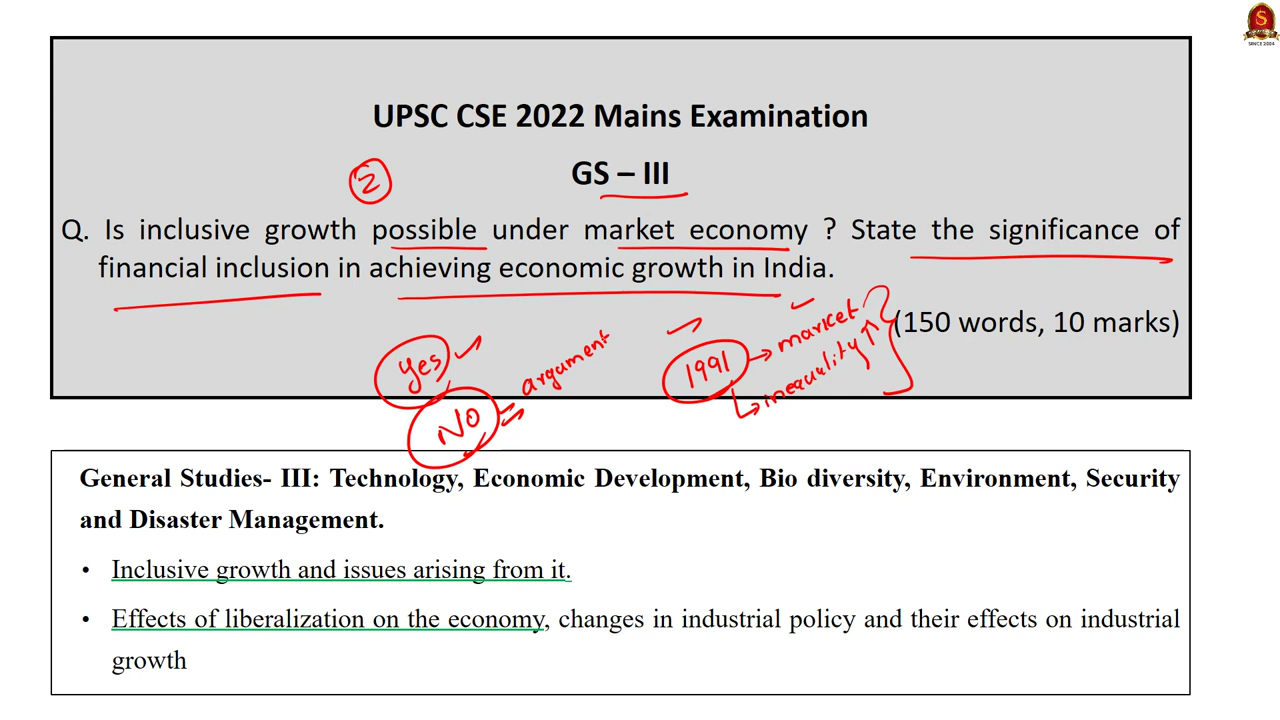 S
SINCE 2004
UPSC CSE 2022 Mains Examination
GS – III
2
Q. Is inclusive growth possible under market economy ? State the significance of
financial inclusion in achieving economic growth in India.
(150 words, 10 marks)
Yes
NO
argument
1991
market
inequality
General Studies- III: Technology, Economic Development, Bio diversity, Environment, Security
and Disaster Management.
• Inclusive growth and issues arising from it.
• Effects of liberalization on the economy, changes in industrial policy and their effects on industrial
growth